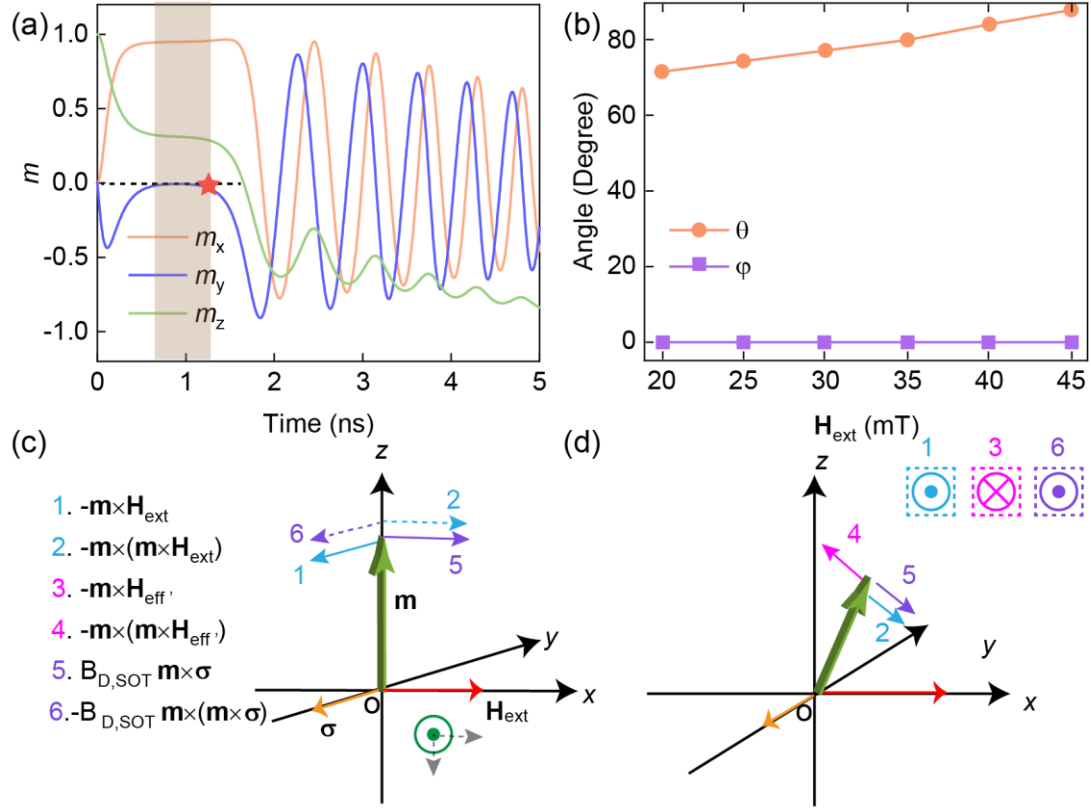 (a)
1.0
0.5
0.0
-0.5
-1.0
m
mx
my
mz
0 1 2 3 4 5
Time (ns)
(b)
80
60
40
20
0
Angle (Degree)
θ
φ
20 25 30 35 40 45
Hext (mT)
(c)
1. -m×Hext
2. -m×(m×Hext)
3. -m×Heff'
4. -m×(m×Heff')
5. BD,SOT m×σ
6.-BD,SOT m×(m×σ)
z
2
6
1
5
m
y
x
O
σ
Hext
(d)
1 3 6
z
4
5
2
y
x
O